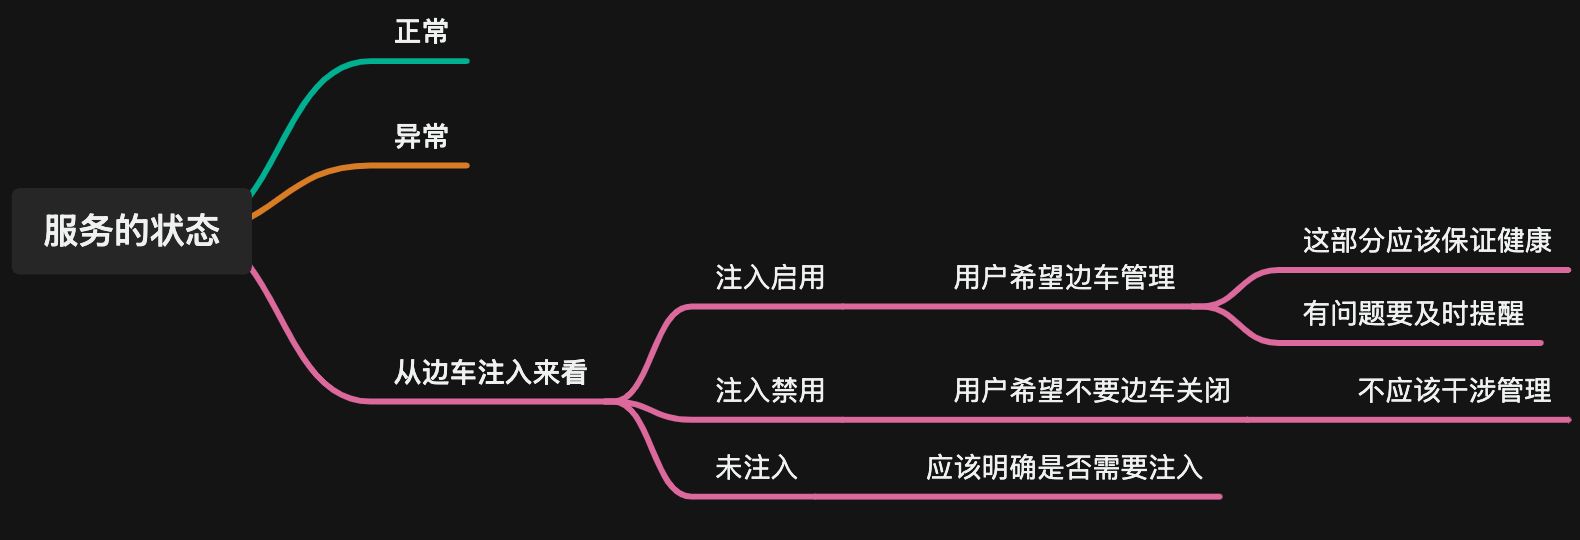 正常
异常
服务的状态
从边车注入来看
注入启用
用户希望边车管理
这部分应该保证健康
有问题要及时提醒
注入禁用
用户希望不要边车关闭
不应该干涉管理
未注入
应该明确是否需要注入